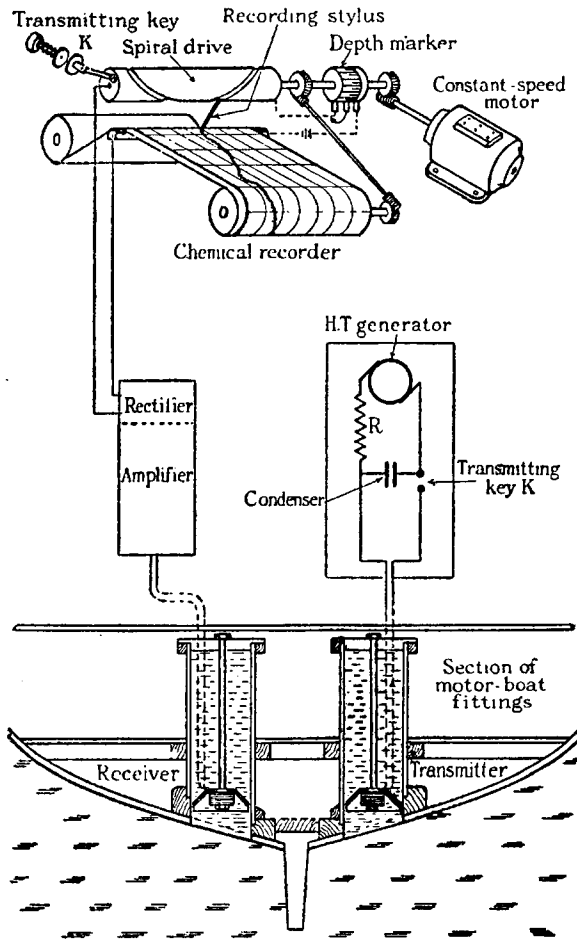 Transmitting key
K
Recording stylus
Spiral drive
Depth marker
Constant-speed
motor
Chemical recorder
H.T generator
Rectifier
R
Amplifier
Condenser
Transmitting
key K
Section of
motor-boat
fittings
Receiver
Transmitter